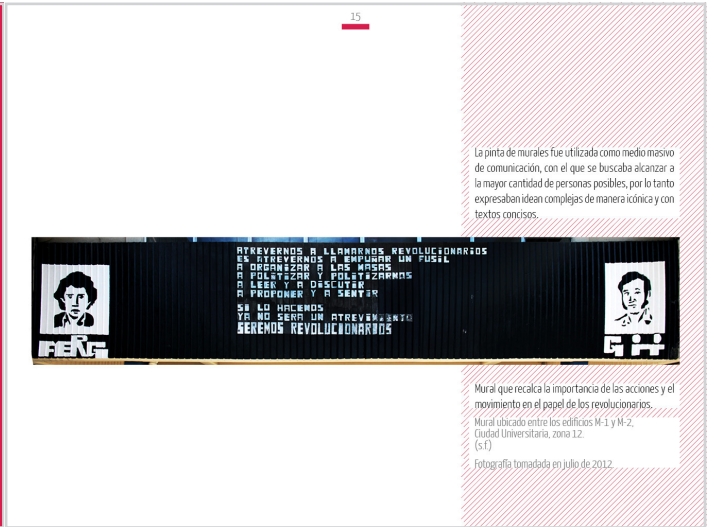 15
La pinta de murales fue utilizada como medio masivo
de comunicación, con el que se buscaba alcanzar a
la mayor cantidad de personas posibles, por lo tanto
expresaban idean complejas de manera icónica y con
textos concisos.
ATREVERNOS A LLAMARNOS REVOLUCIONARIOS
ES ATREVERNOS A EMPUÑAR UN FUSIL
A ORGANIZAR A LAS MASAS
A POLITIZAR Y POLITIZARNOS
A LEER Y A DISCUTIR
A PROPONER Y A SENTIR
SI LO HACEMOS
YA NO SERA UN ATREVIMIENTO
SEREMOS REVOLUCIONARIOS
Mural que recalca la importancia de las acciones y el
movimiento en el papel de los revolucionarios.
Mural ubicado entre los edificios M-1 y M-2,
Ciudad Universitaria, zona 12.
(s.f.)
Fotografía tomadada en julio de 2012.